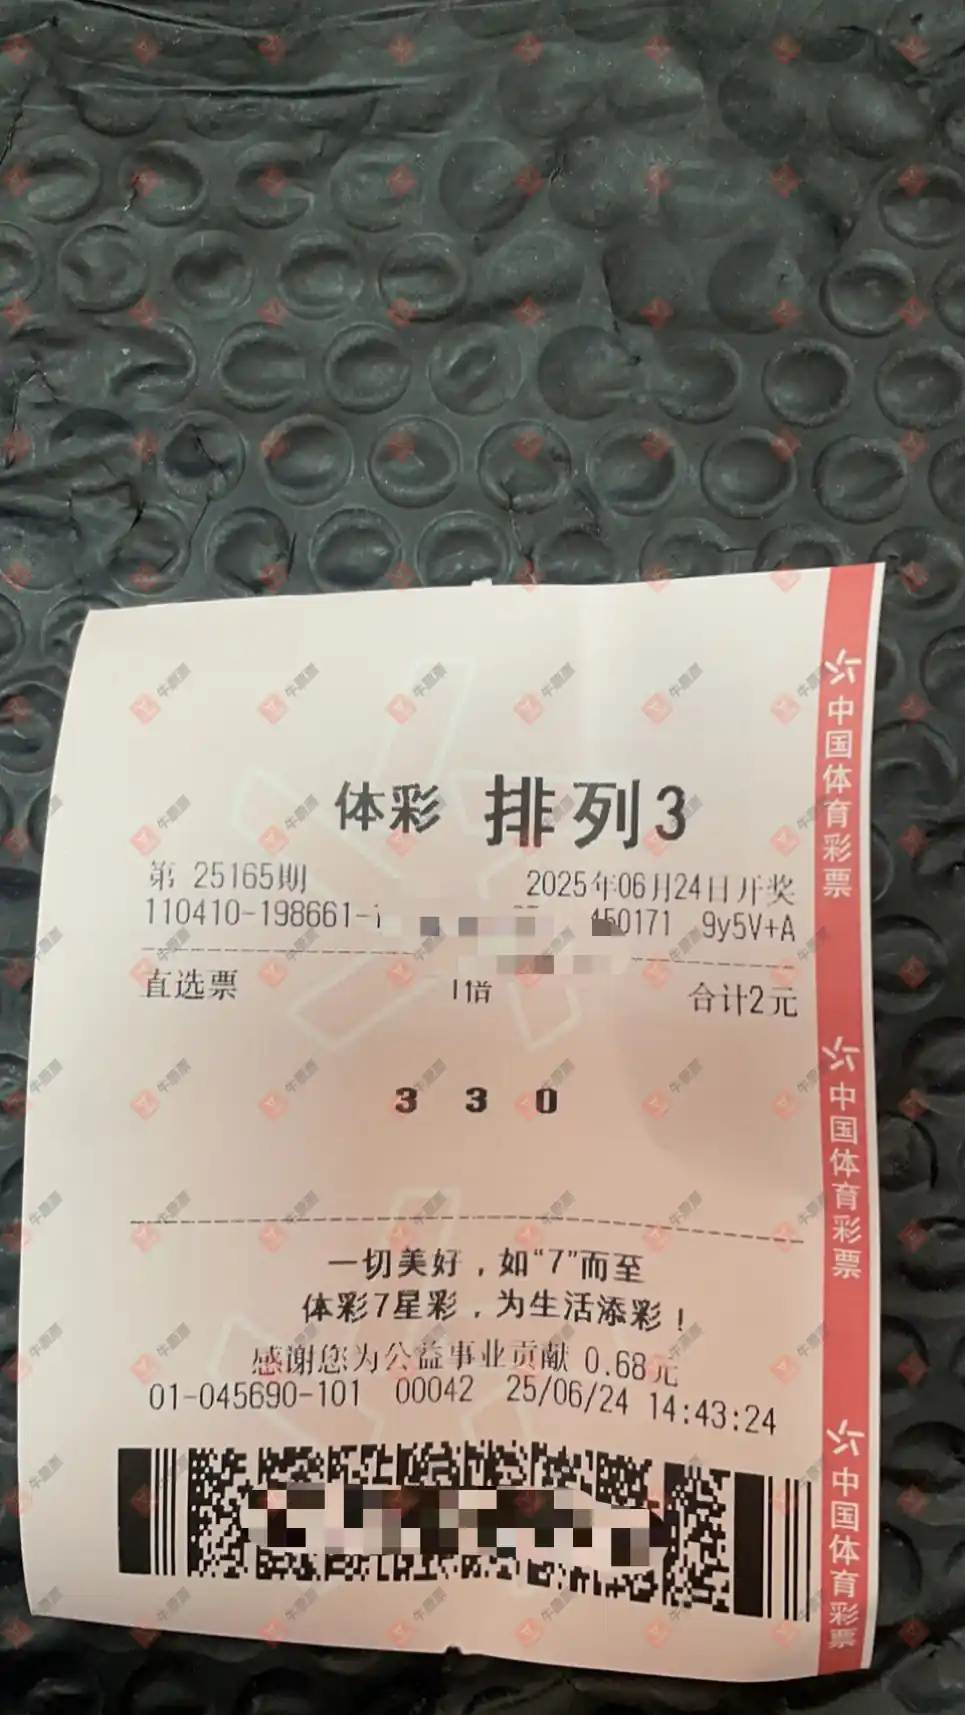 体彩 排列3
第 25165期 2025年06月24日开奖
110410-198661-1 450171 9y5V+A
直选票 1倍 合计2元
3 3 0
一切美好，如“7”而至
体彩7星彩，为生活添彩！
感谢您为公益事业贡献 0.68元
01-045690-101 00042 25/06/24 14:43:24
中国体育彩票
中国体育彩票
中国体育彩票